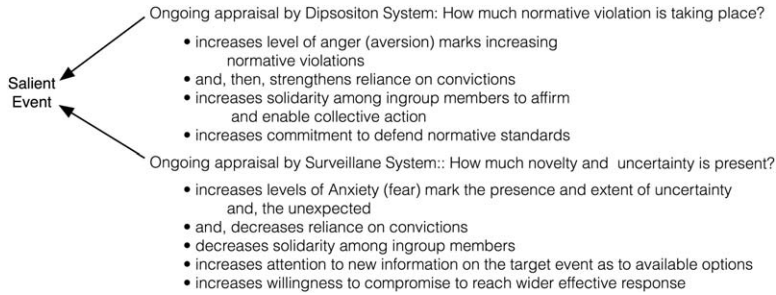 Ongoing appraisal by Dipsositon System: How much normative violation is taking place?
• increases level of anger (aversion) marks increasing
normative violations
• and, then, strengthens reliance on convictions
• increases solidarity among ingroup members to affirm
and enable collective action
• increases commitment to defend normative standards
Salient
Event
Ongoing appraisal by Surveillane System:: How much novelty and uncertainty is present?
• increases levels of Anxiety (fear) mark the presence and extent of uncertainty
and, the unexpected
• and, decreases reliance on convictions
• decreases solidarity among ingroup members
• increases attention to new information on the target event as to available options
• increases willingness to compromise to reach wider effective response